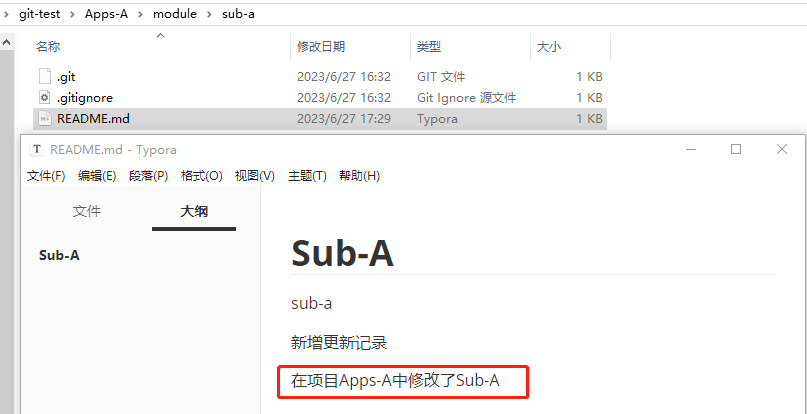 git-test Apps-A module sub-a
名称 修改日期 类型 大小
.git 2023/6/27 16:32 GIT 文件 1 KB
.gitignore 2023/6/27 16:32 Git Ignore 源文件 1 KB
README.md 2023/6/27 17:29 Typora 1 KB
T README.md - Typora
文件(F) 编辑(E) 段落(P) 格式(O) 视图(V) 主题(T) 帮助(H)
文件 大纲
Sub-A
Sub-A
sub-a
新增更新记录
在项目Apps-A中修改了Sub-A